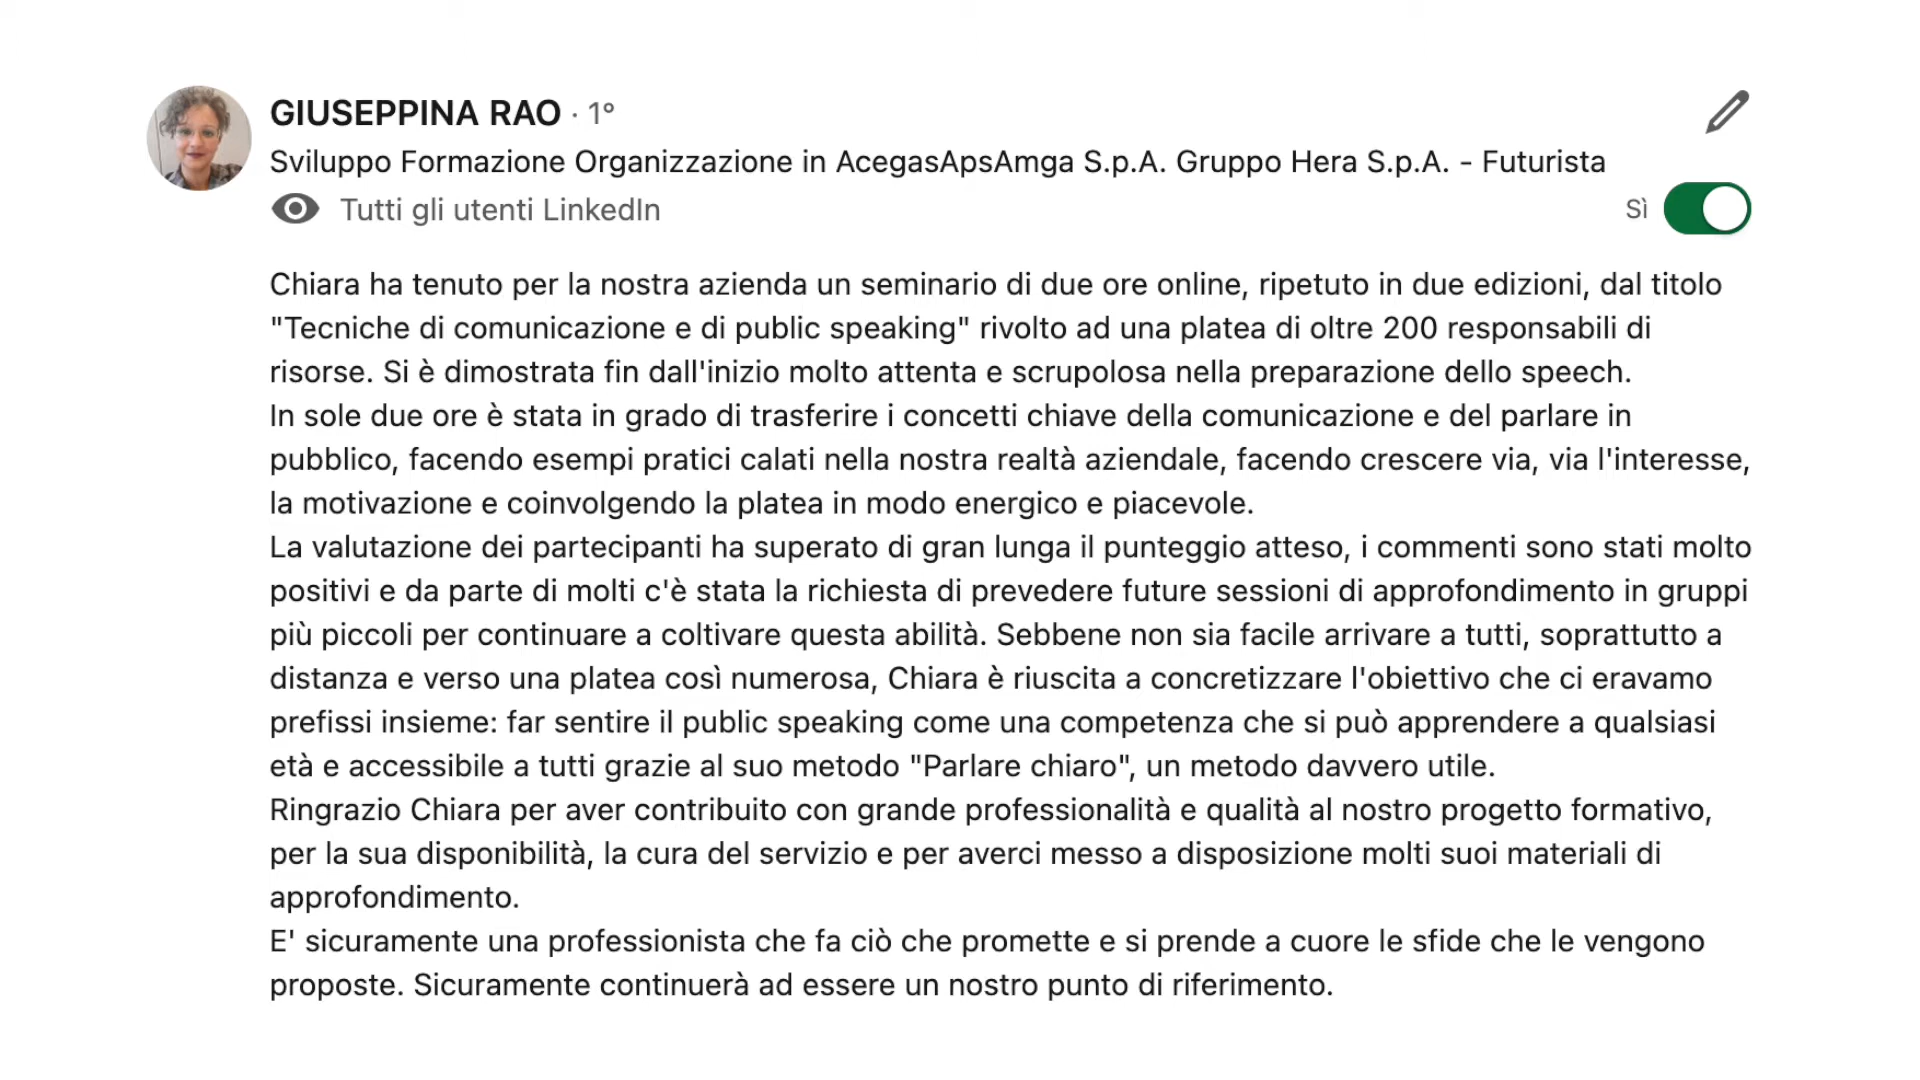 GIUSEPPINA RAO · 1°
Sviluppo Formazione Organizzazione in AcegasApsAmga S.p.A. Gruppo Hera S.p.A. - Futurista
Tutti gli utenti LinkedIn
Sì
Chiara ha tenuto per la nostra azienda un seminario di due ore online, ripetuto in due edizioni, dal titolo
"Tecniche di comunicazione e di public speaking" rivolto ad una platea di oltre 200 responsabili di
risorse. Si è dimostrata fin dall'inizio molto attenta e scrupolosa nella preparazione dello speech.
In sole due ore è stata in grado di trasferire i concetti chiave della comunicazione e del parlare in
pubblico, facendo esempi pratici calati nella nostra realtà aziendale, facendo crescere via, via l'interesse,
la motivazione e coinvolgendo la platea in modo energico e piacevole.
La valutazione dei partecipanti ha superato di gran lunga il punteggio atteso, i commenti sono stati molto
positivi e da parte di molti c'è stata la richiesta di prevedere future sessioni di approfondimento in gruppi
più piccoli per continuare a coltivare questa abilità. Sebbene non sia facile arrivare a tutti, soprattutto a
distanza e verso una platea così numerosa, Chiara è riuscita a concretizzare l'obiettivo che ci eravamo
prefissi insieme: far sentire il public speaking come una competenza che si può apprendere a qualsiasi
età e accessibile a tutti grazie al suo metodo "Parlare chiaro", un metodo davvero utile.
Ringrazio Chiara per aver contribuito con grande professionalità e qualità al nostro progetto formativo,
per la sua disponibilità, la cura del servizio e per averci messo a disposizione molti suoi materiali di
approfondimento.
E' sicuramente una professionista che fa ciò che promette e si prende a cuore le sfide che le vengono
proposte. Sicuramente continuerà ad essere un nostro punto di riferimento.